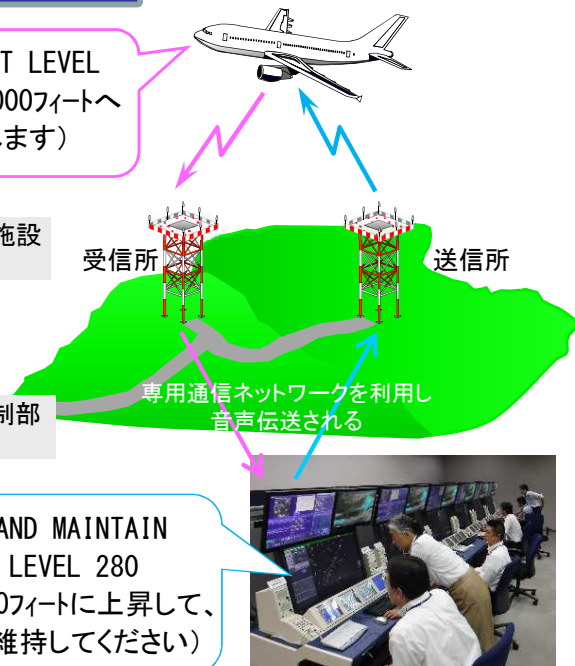 T LEVEL
000フィートへ
ます）
施設
受信所
送信所
専用通信ネットワークを利用し
音声伝送される
制部
AND MAINTAIN
LEVEL 280
0フィートに上昇して、
維持してください）